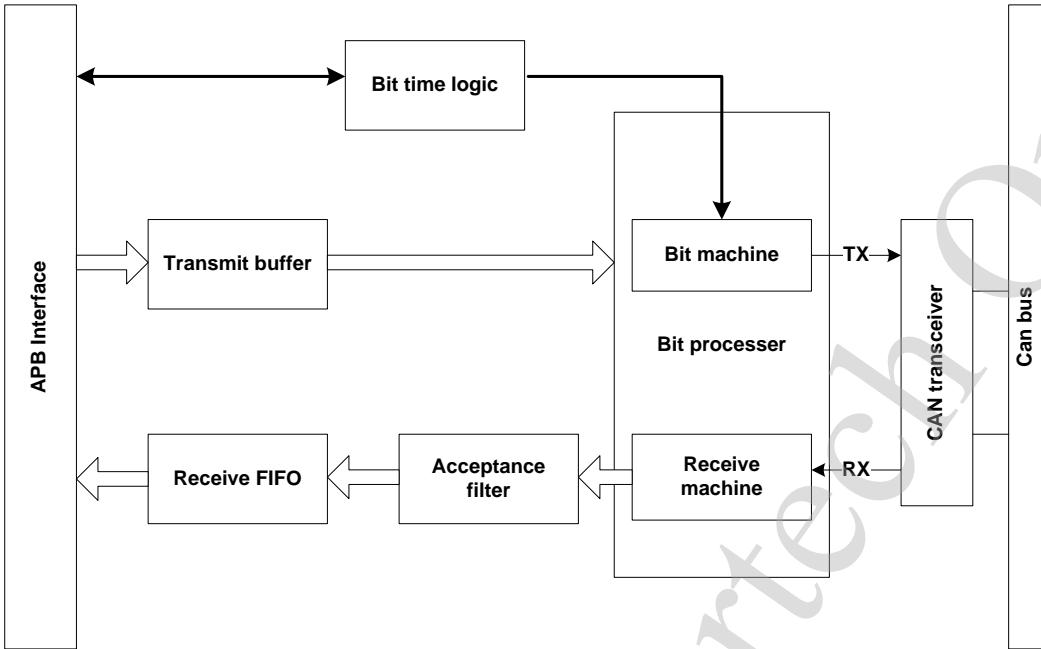 APB Interface
Bit time logic
Transmit buffer
Bit machine
TX
Bit processer
CAN transceiver
Can bus
Receive FIFO
Acceptance
filter
Receive
machine
RX
rtech